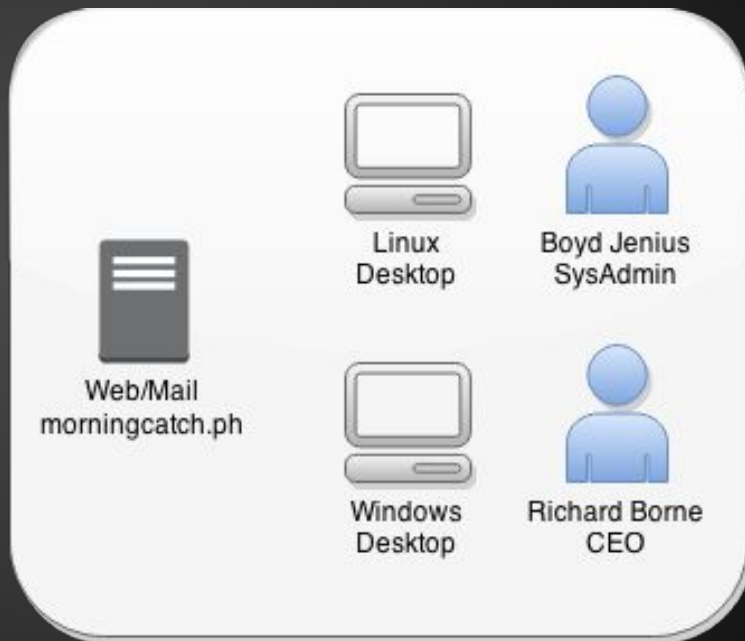 Linux
Desktop
Boyd Jenius
SysAdmin
Web/Mail
morningcatch.ph
Windows
Desktop
Richard Borne
CEO